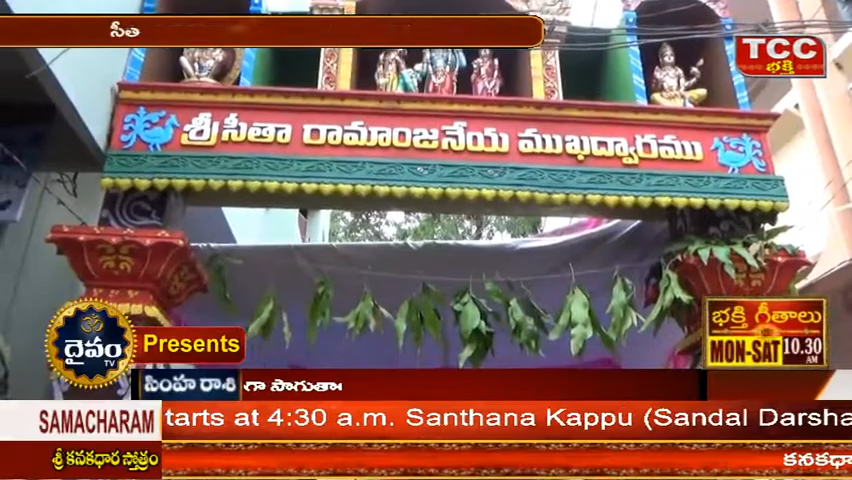 సీత
TCC
భక్తి
శ్రీ సీతా రామాంజనేయ ముఖద్వారము
భక్తి గీతాలు
MON-SAT 10.30 AM
దైవం
TV
Presents
సింహ రాశి
గా సాగుతా
SAMACHARAM
tarts at 4:30 a.m. Santhana Kappu (Sandal Darsha
శ్రీ కనకధార స్తోత్రం
కనకధా